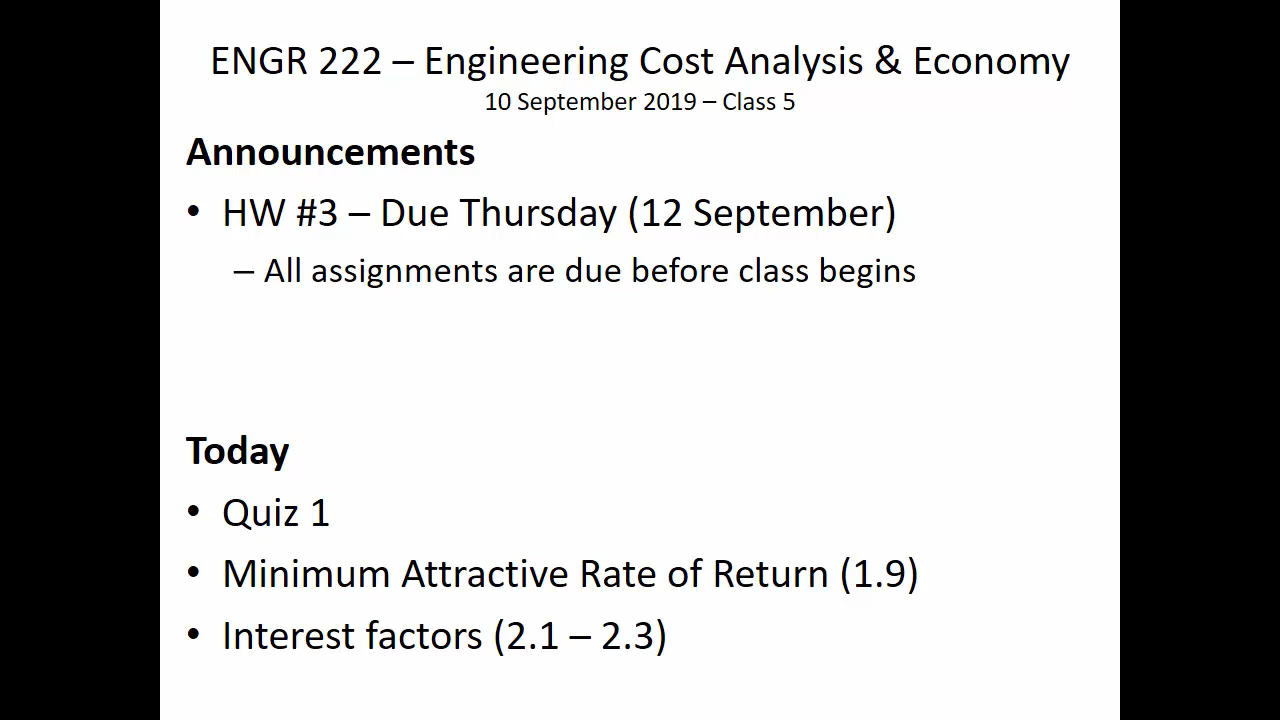 ENGR 222 – Engineering Cost Analysis & Economy
10 September 2019 – Class 5
Announcements
• HW #3 – Due Thursday (12 September)
– All assignments are due before class begins
Today
• Quiz 1
• Minimum Attractive Rate of Return (1.9)
• Interest factors (2.1 – 2.3)